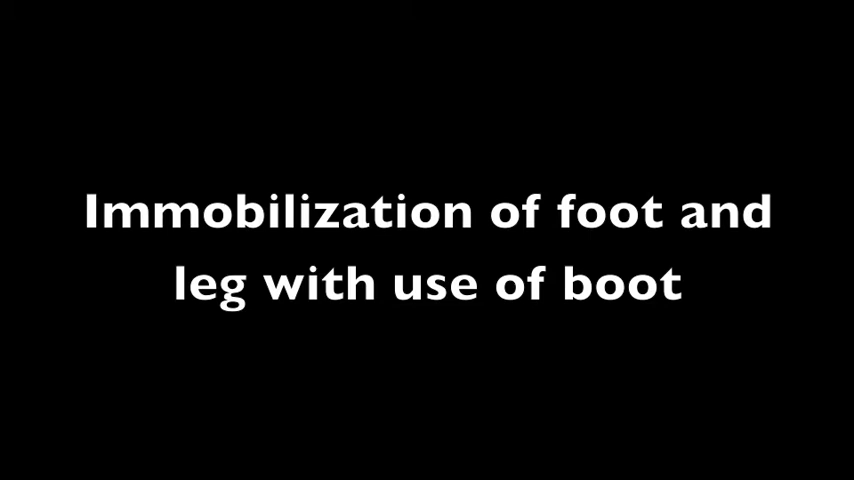 Immobilization of foot and
leg with use of boot